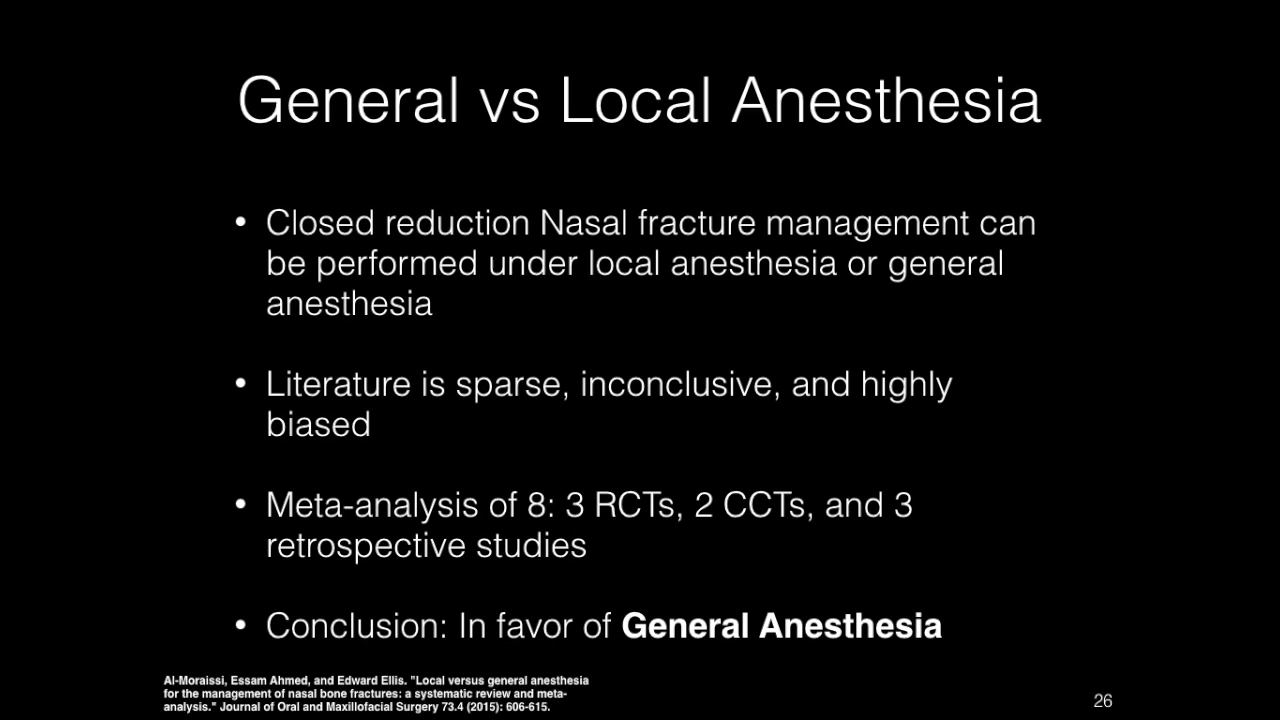 General vs Local Anesthesia
• Closed reduction Nasal fracture management can
be performed under local anesthesia or general
anesthesia
• Literature is sparse, inconclusive, and highly
biased
• Meta-analysis of 8: 3 RCTs, 2 CCTs, and 3
retrospective studies
• Conclusion: In favor of General Anesthesia
Al-Moraissi, Essam Ahmed, and Edward Ellis. "Local versus general anesthesia
for the management of nasal bone fractures: a systematic review and meta-
analysis." Journal of Oral and Maxillofacial Surgery 73.4 (2015): 606-615.
26